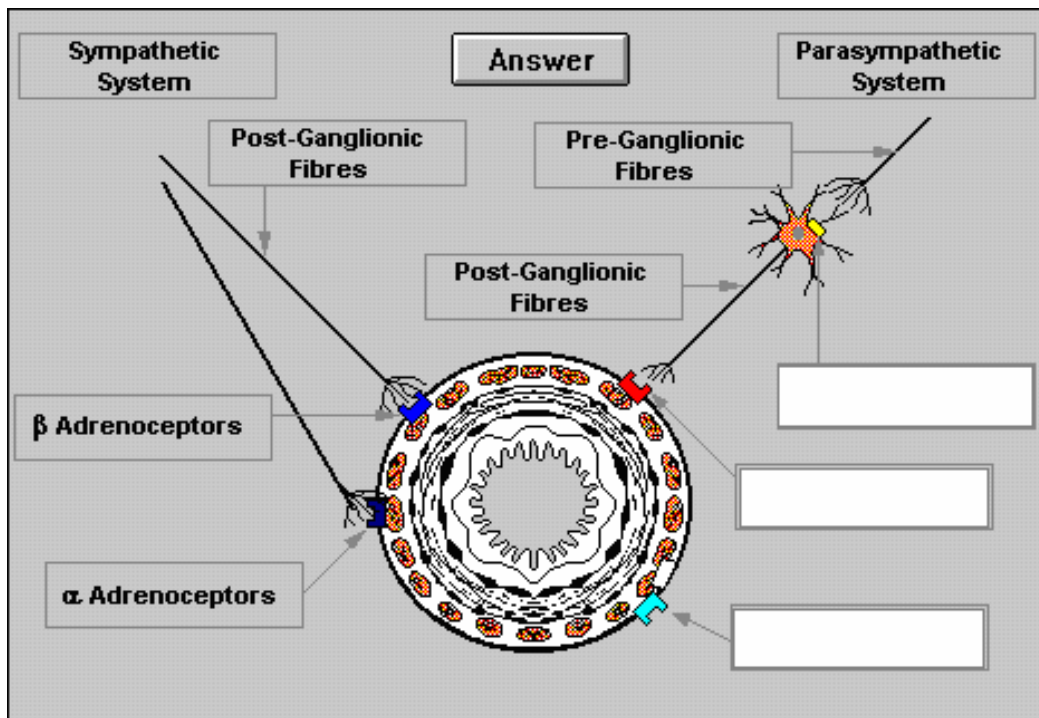 Sympathetic
System
Answer
Parasympathetic
System
Post-Ganglionic
Fibres
Pre-Ganglionic
Fibres
Post-Ganglionic
Fibres
β Adrenoceptors
α Adrenoceptors